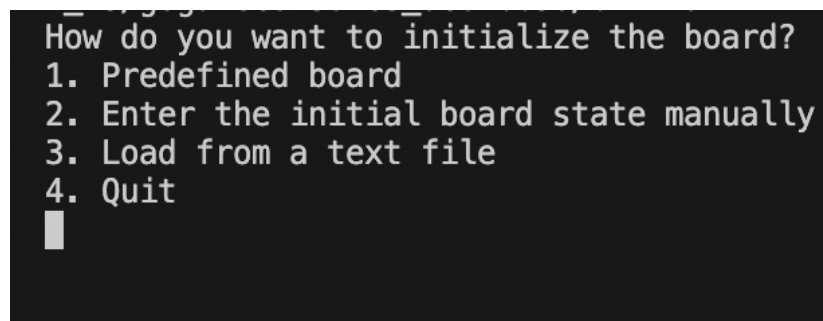 How do you want to initialize the board?
1. Predefined board
2. Enter the initial board state manually
3. Load from a text file
4. Quit